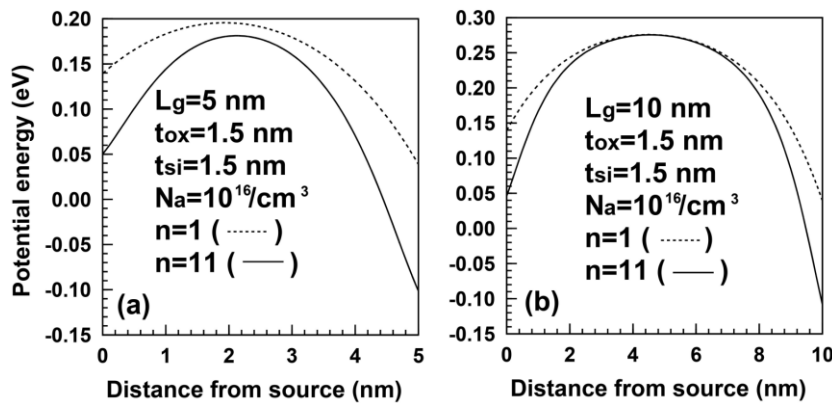 0.20
0.15
0.10
0.05
0.00
-0.05
-0.10
-0.15
Potential energy (eV)
Lg=5 nm
tox=1.5 nm
tsi=1.5 nm
Na=10¹⁶/cm³
n=1 ( ------ )
n=11 ( — )
(a)
0 1 2 3 4 5
Distance from source (nm)
0.30
0.25
0.20
0.15
0.10
0.05
0.00
-0.05
-0.10
0.15
Lg=10 nm
tox=1.5 nm
tsi=1.5 nm
Na=10¹⁶/cm³
n=1 ( ------ )
n=11 ( — )
(b)
0 2 4 6 8 10
Distance from source (nm)